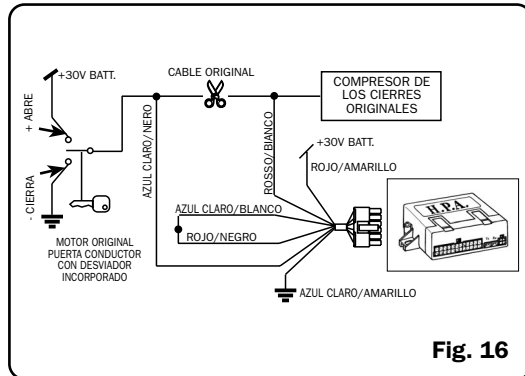 +30V BATT.
CABLE ORIGINAL
COMPRESOR DE
LOS CIERRES
ORIGINALES
+ ABRE
- CIERRA
AZUL CLARO/NERO
ROSSO/BIANCO
+30V BATT.
ROJO/AMARILLO
AZUL CLARO/BLANCO
ROJO/NEGRO
MOTOR ORIGINAL
PUERTA CONDUCTOR
CON DESVIADOR
INCORPORADO
AZUL CLARO/AMARILLO
H.P.A.
Fig. 16